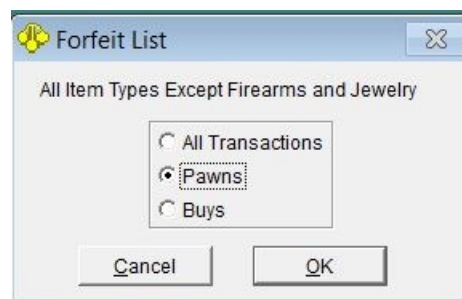 Forfeit List
All Item Types Except Firearms and Jewelry
All Transactions
Pawns
Buys
Cancel OK